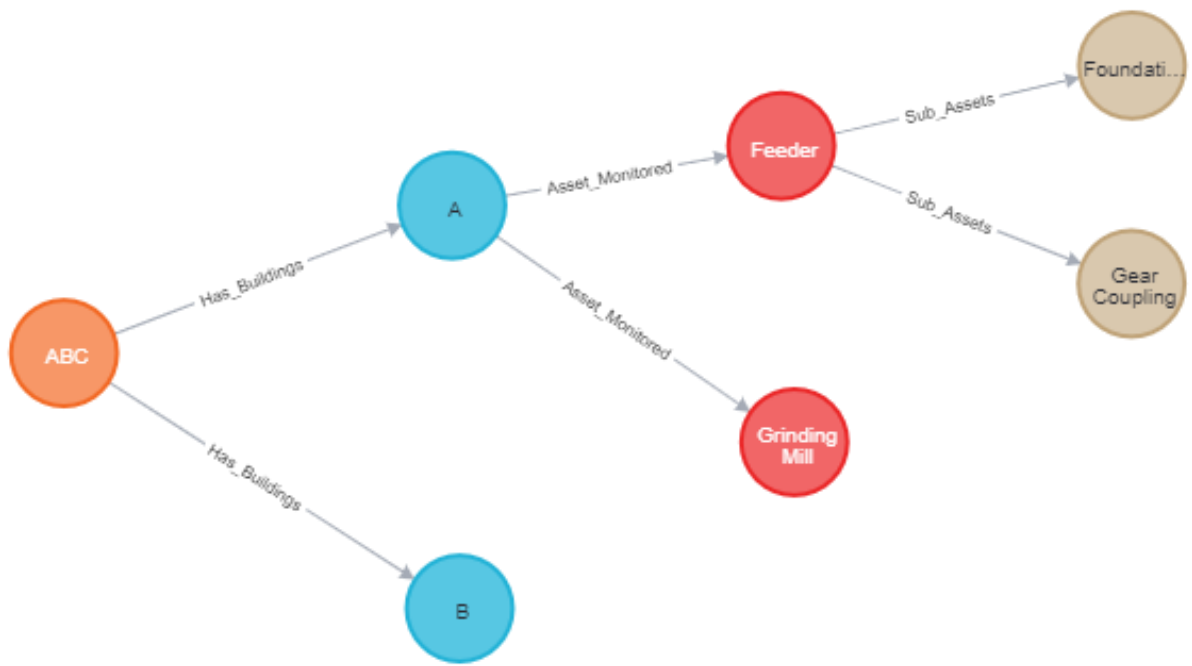 Foundati...
Sub_Assets
Feeder
Asset_Monitored
A
Sub_Assets
Has_Buildings
Gear
Coupling
Asset_Monitored
ABC
Grinding
Mill
Has_Buildings
B